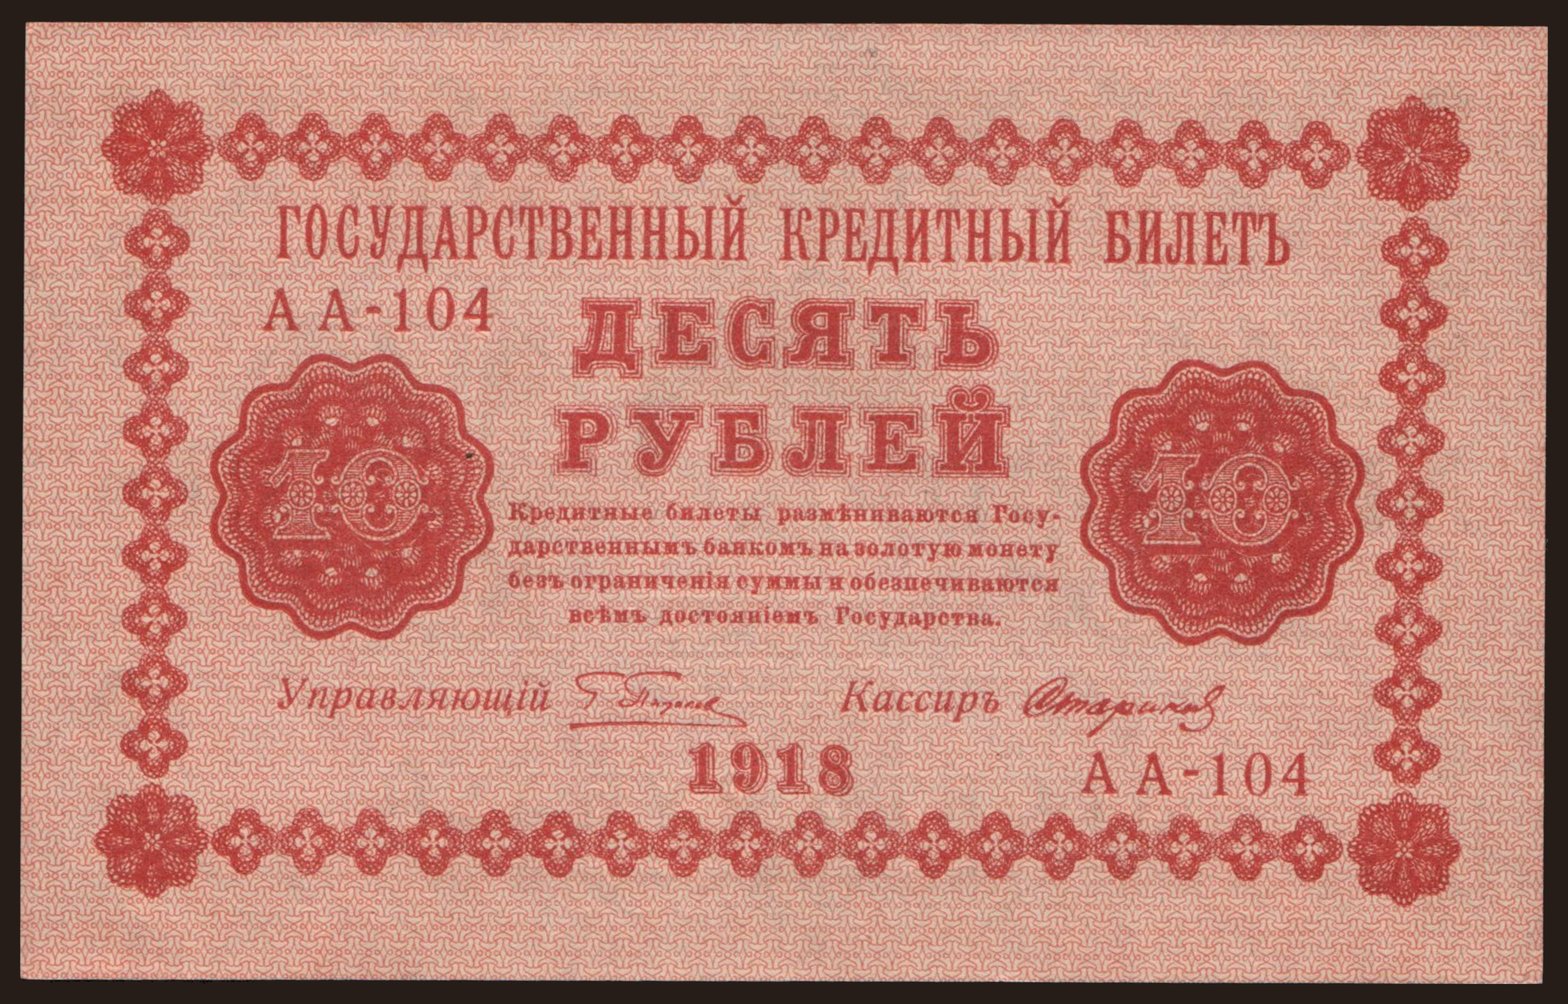 ГОСУДАРСТВЕННЫЙ КРЕДИТНЫЙ БИЛЕТЪ
АА-104
ДЕСЯТЬ
РУБЛЕЙ
10
10
Кредитные билеты размѣниваются Госу-
дарственнымъ банкомъ на золотую монету
безъ ограниченія суммы и обезпечиваются
всѣмъ достояніемъ Государства.
Управляющій Кассиръ
1918
АА-104